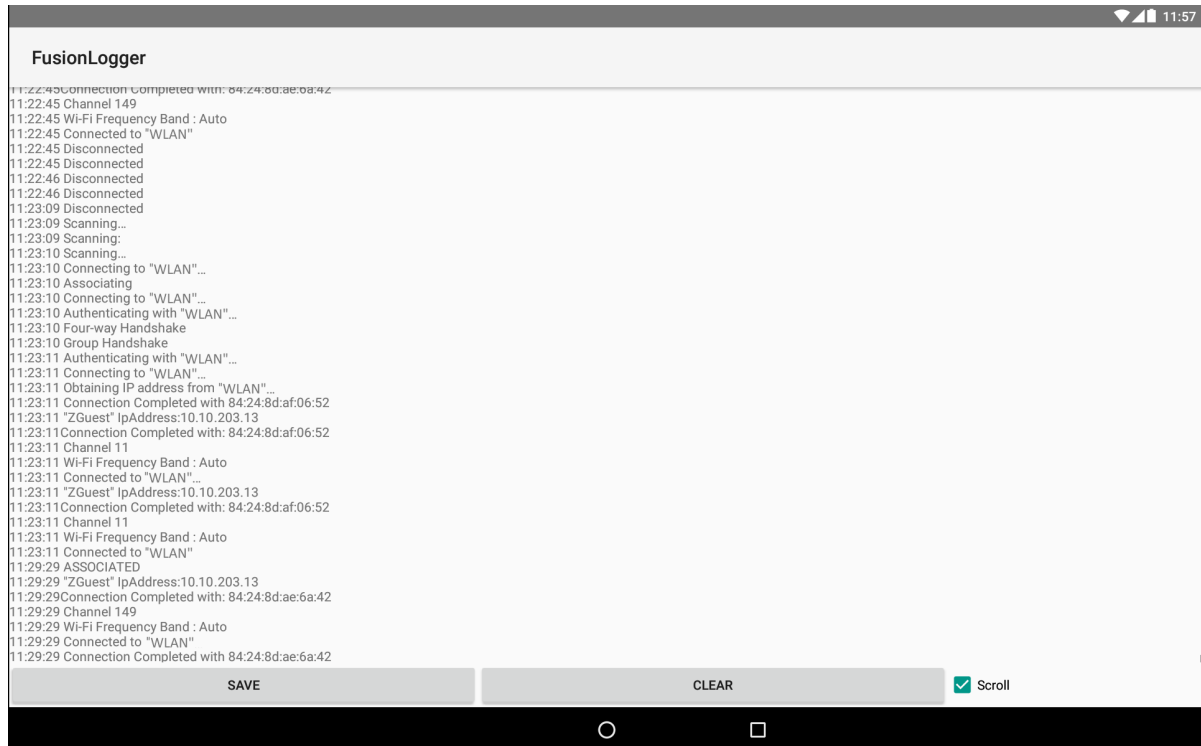 11:57
FusionLogger
11:22:45Connection Completed with: 84:24:8d:ae:6a:42
11:22:45 Channel 149
11:22:45 Wi-Fi Frequency Band : Auto
11:22:45 Connected to "WLAN"
11:22:45 Disconnected
11:22:45 Disconnected
11:22:46 Disconnected
11:22:46 Disconnected
11:23:09 Disconnected
11:23:09 Scanning...
11:23:09 Scanning:
11:23:10 Scanning...
11:23:10 Connecting to "WLAN"...
11:23:10 Associating
11:23:10 Connecting to "WLAN"...
11:23:10 Authenticating with "WLAN"...
11:23:10 Four-way Handshake
11:23:10 Group Handshake
11:23:11 Authenticating with "WLAN"...
11:23:11 Connecting to "WLAN"...
11:23:11 Obtaining IP address from "WLAN"...
11:23:11 Connection Completed with 84:24:8d:af:06:52
11:23:11 "ZGuest" IpAddress:10.10.203.13
11:23:11Connection Completed with: 84:24:8d:af:06:52
11:23:11 Channel 11
11:23:11 Wi-Fi Frequency Band : Auto
11:23:11 Connected to "WLAN"...
11:23:11 "ZGuest" IpAddress:10.10.203.13
11:23:11Connection Completed with: 84:24:8d:af:06:52
11:23:11 Channel 11
11:23:11 Wi-Fi Frequency Band : Auto
11:23:11 Connected to "WLAN"
11:29:29 ASSOCIATED
11:29:29 "ZGuest" IpAddress:10.10.203.13
11:29:29Connection Completed with: 84:24:8d:ae:6a:42
11:29:29 Channel 149
11:29:29 Wi-Fi Frequency Band : Auto
11:29:29 Connected to "WLAN"
11:29:29 Connection Completed with 84:24:8d:ae:6a:42
SAVE
CLEAR
Scroll